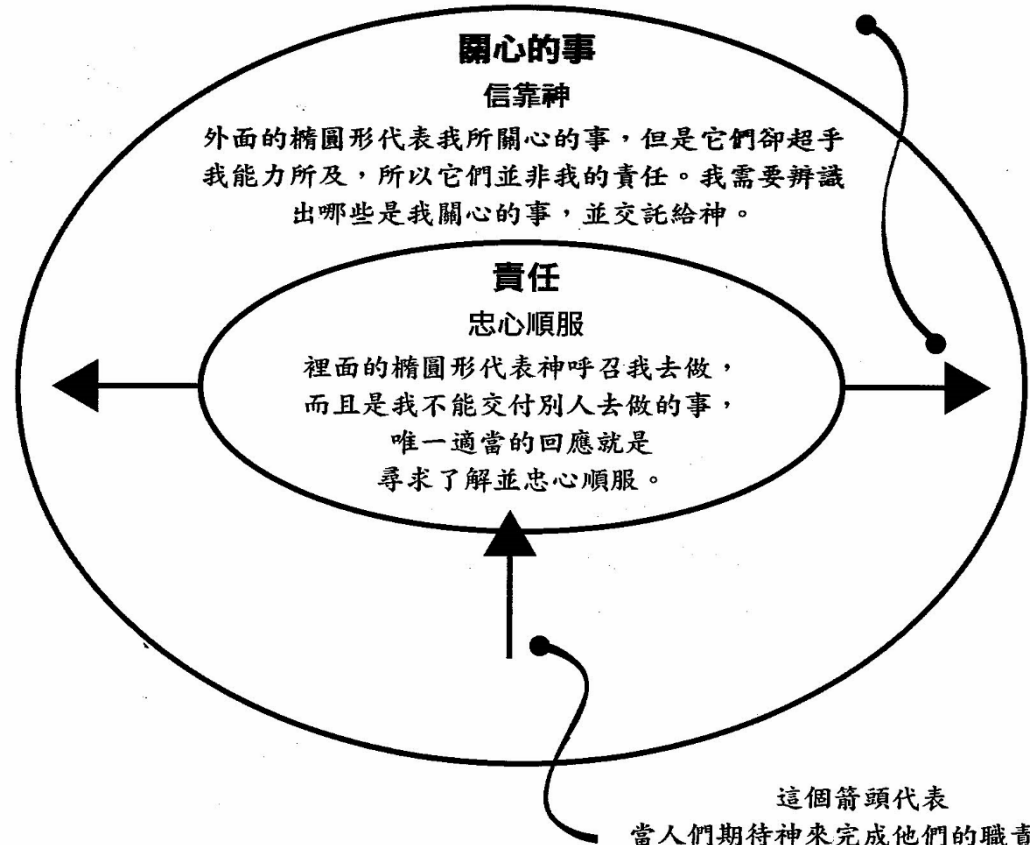 關心的事
信靠神
外面的橢圓形代表我所關心的事，但是它們卻超乎
我能力所及，所以它們並非我的責任。我需要辨識
出哪些是我關心的事，並交託給神。
責任
忠心順服
裡面的橢圓形代表神呼召我去做，
而且是我不能交付別人去做的事，
唯一適當的回應就是
尋求了解並忠心順服。
這個箭頭代表
當人們期待神來完成他們的職責